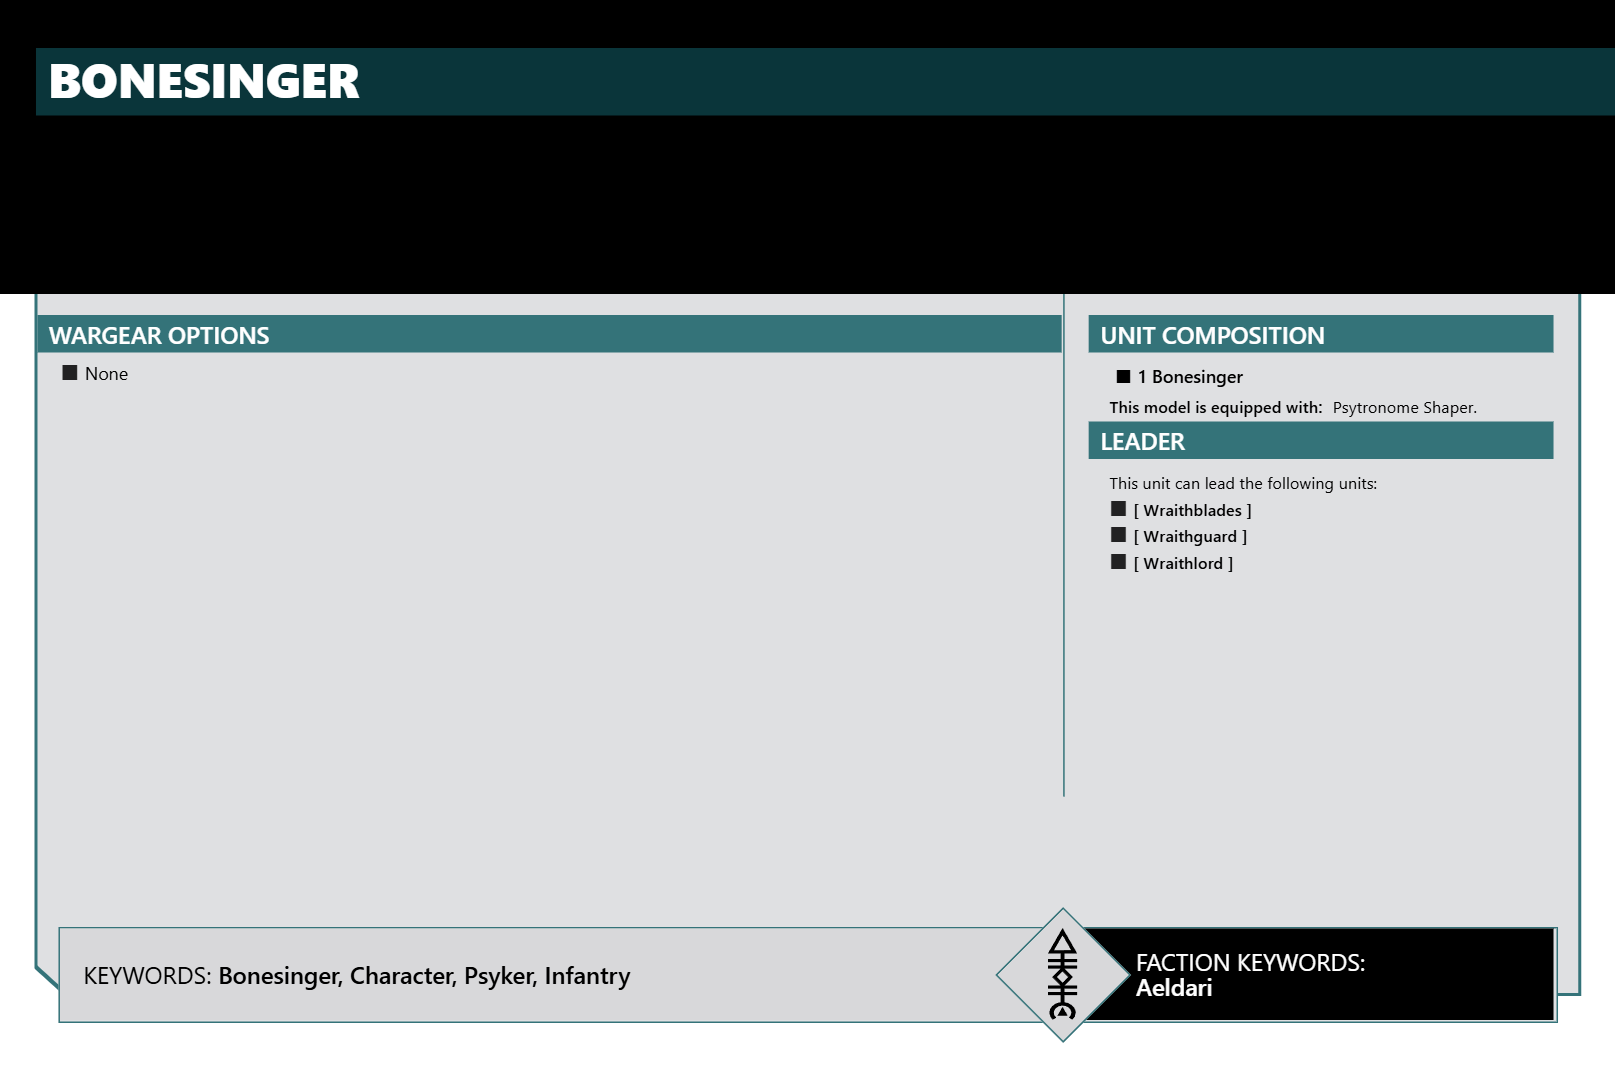 BONESINGER
WARGEAR OPTIONS
None
UNIT COMPOSITION
1 Bonesinger
This model is equipped with: Psytronome Shaper.
LEADER
This unit can lead the following units:
[ Wraithblades ]
[ Wraithguard ]
[ Wraithlord ]
KEYWORDS: Bonesinger, Character, Psyker, Infantry
FACTION KEYWORDS:
Aeldari